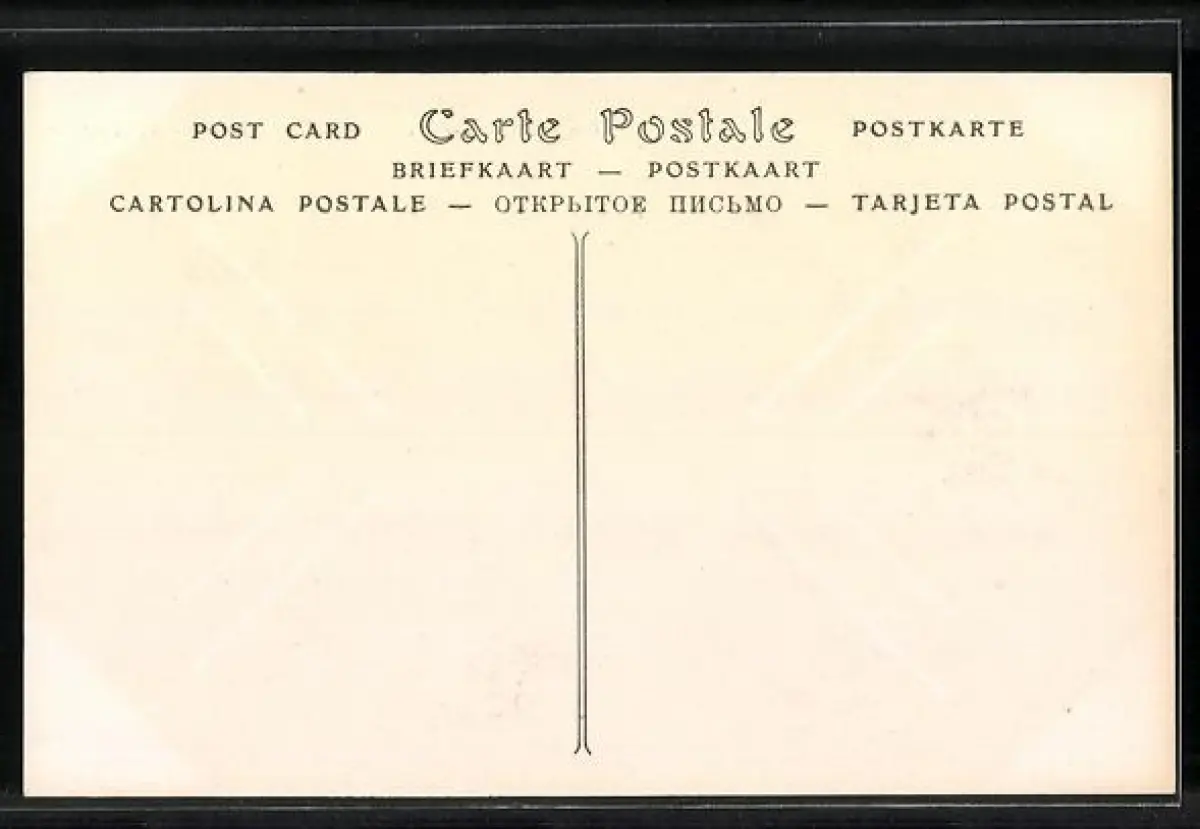 POST CARD Carte Postale POSTKARTE
BRIEFKAART — POSTKAART
CARTOLINA POSTALE — ОТКРЫТОЕ ПИСЬМО — TARJETA POSTAL